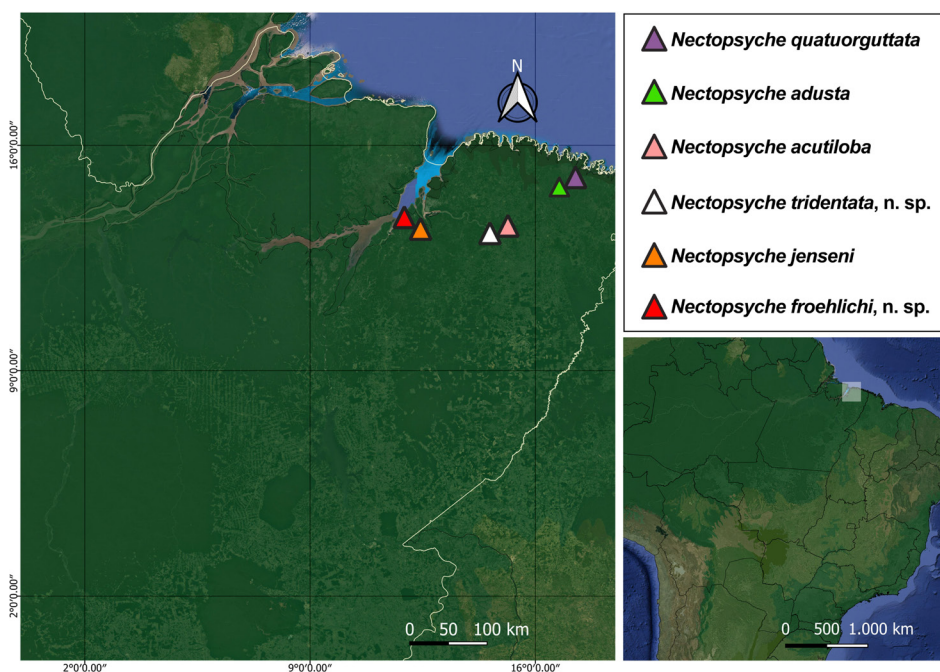 N
16°0'0.00"
9°0'0.00"
2°0'0.00"
2°0'0.00"
9°0'0.00"
16°0'0.00"
0 50 100 km
Nectopsyche quatuorguttata
Nectopsyche adusta
Nectopsyche acutiloba
Nectopsyche tridentata, n. sp.
Nectopsyche jenseni
Nectopsyche froehlichi, n. sp.
0 500 1.000 km